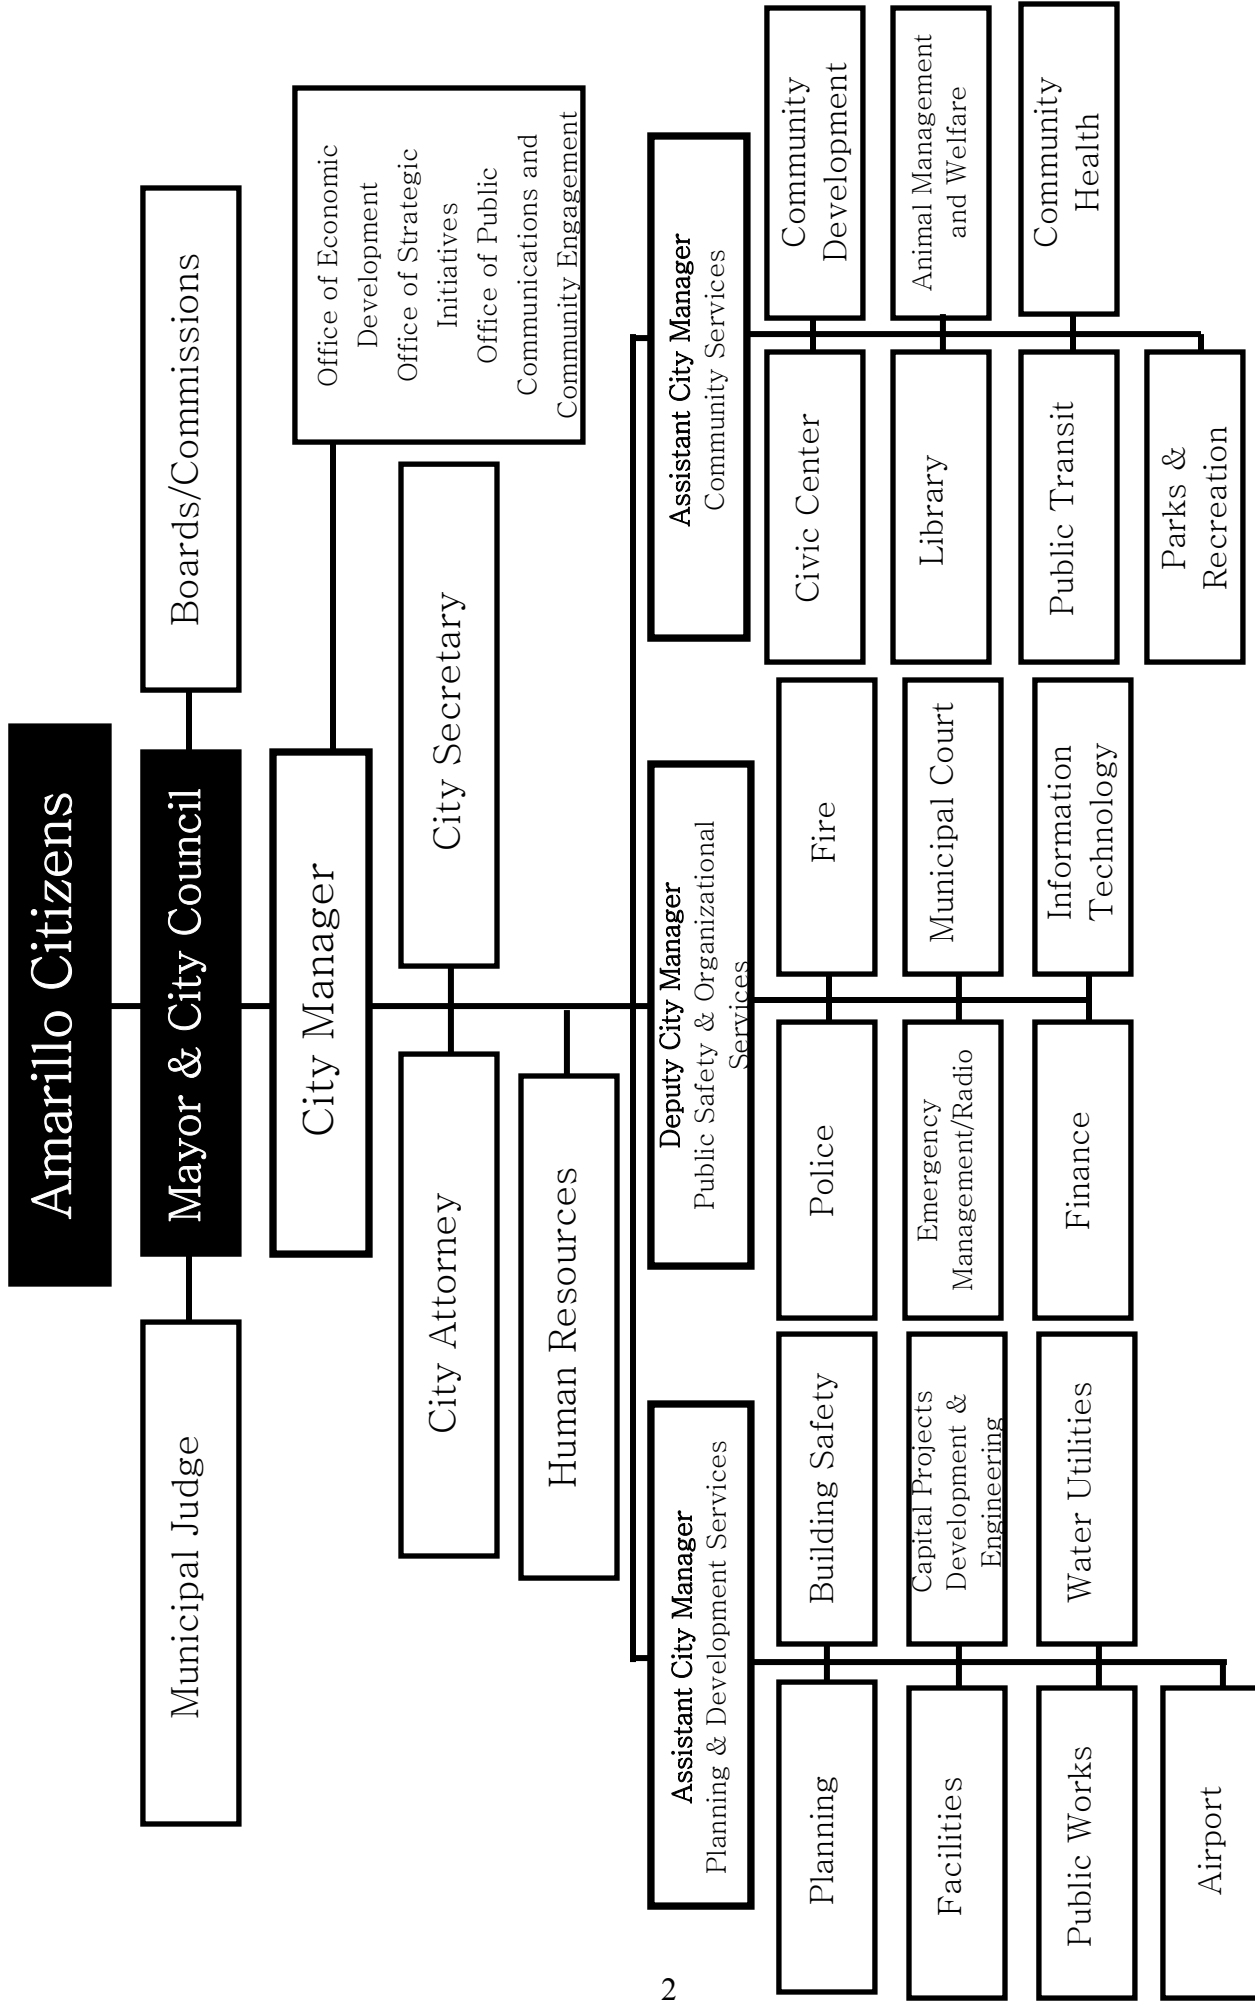 Amarillo Citizens
Municipal Judge
Mayor & City Council
Boards/Commissions
City Manager
Office of Economic
Development
Office of Strategic
Initiatives
Office of Public
Communications and
Community Engagement
City Attorney
City Secretary
Human Resources
Assistant City Manager
Planning & Development Services
Deputy City Manager
Public Safety & Organizational
Services
Assistant City Manager
Community Services
Planning
Building Safety
Police
Fire
Civic Center
Community
Development
Facilities
Capital Projects
Development &
Engineering
Emergency
Management/Radio
Municipal Court
Library
Animal Management
and Welfare
Public Works
Water Utilities
Finance
Information
Technology
Public Transit
Community
Health
Airport
Parks &
Recreation
2